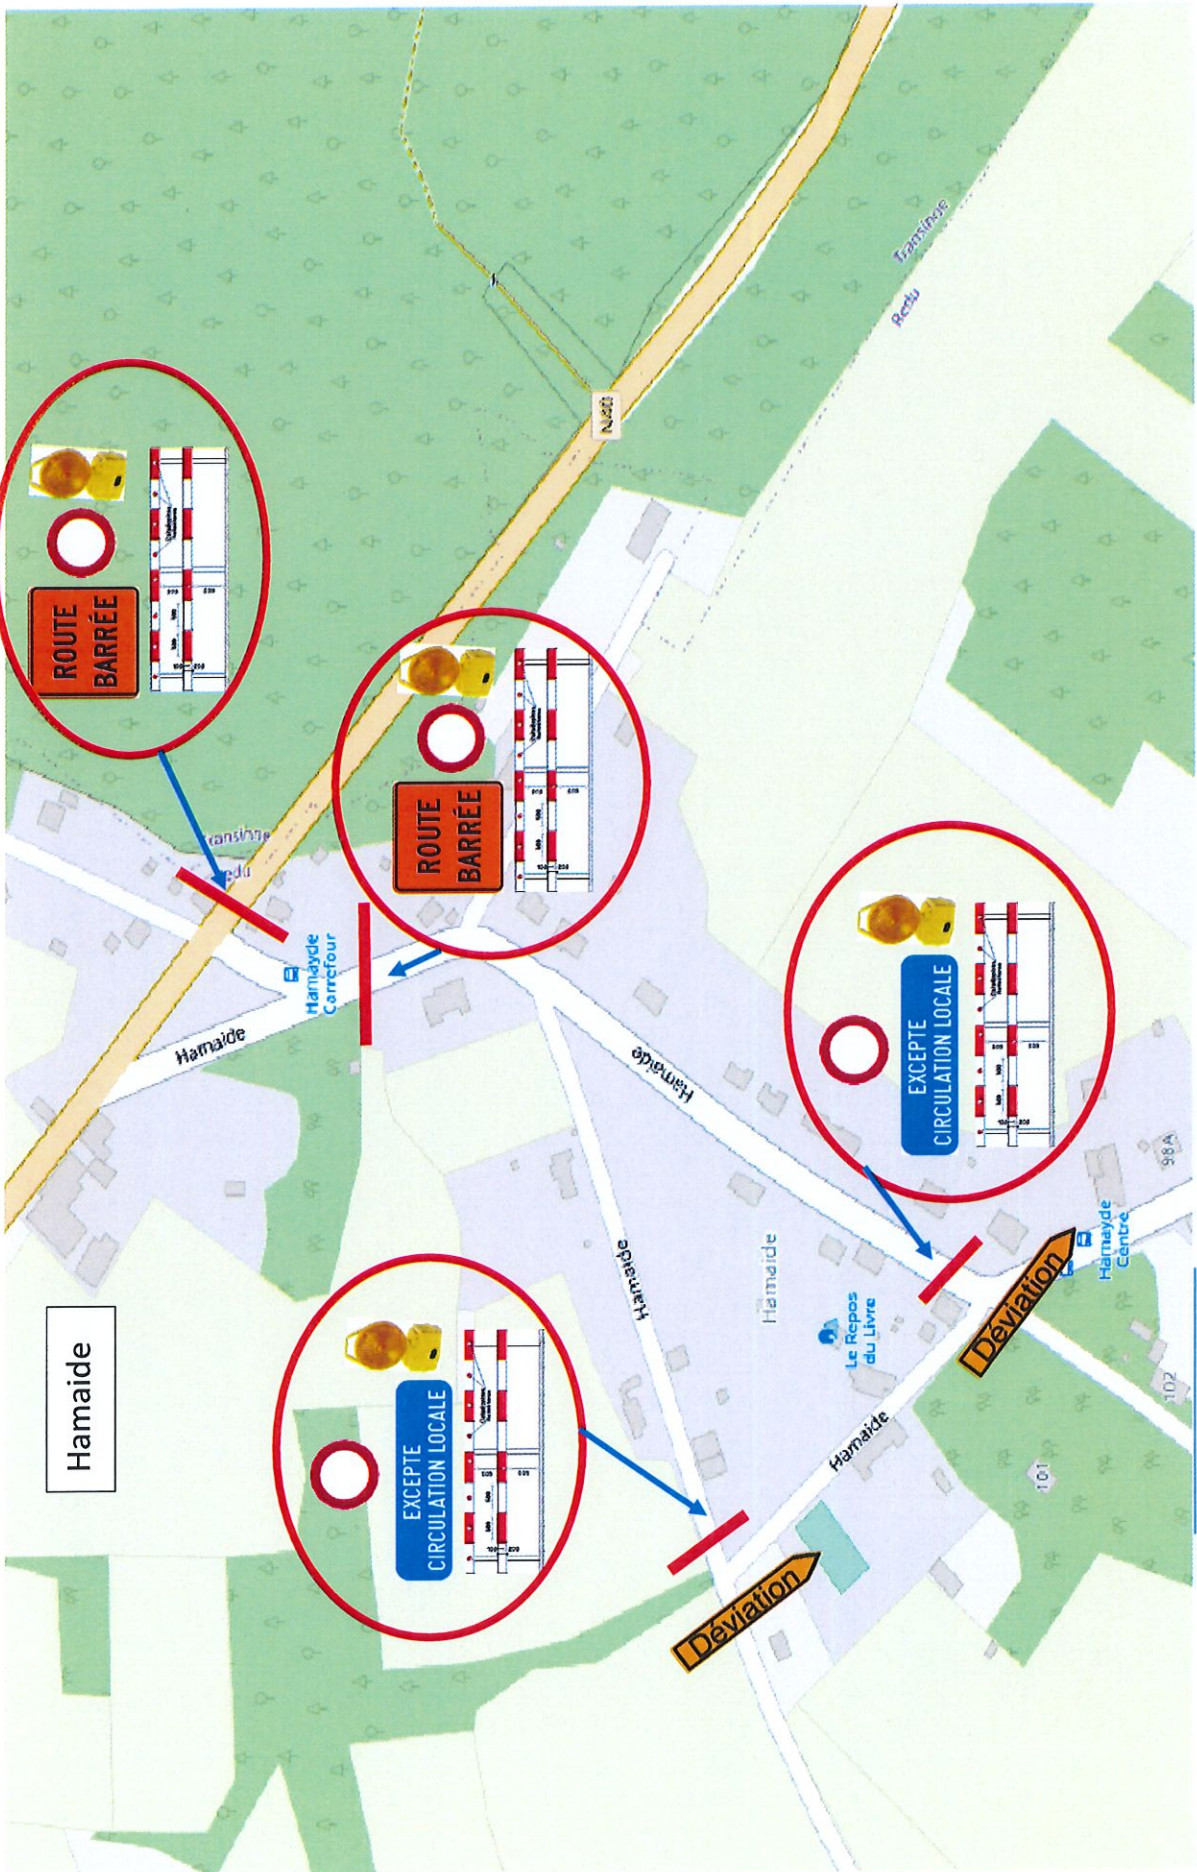 Hamaide
ROUTE
BARRÉE
ROUTE
BARRÉE
EXCEPTE
CIRCULATION LOCALE
EXCEPTE
CIRCULATION LOCALE
Déviation
Déviation
N40
Transinne
Redu
Transinne
Hamayde
Carrefour
Hamaide
Hamaide
Hamaide
Hamaide
Hamaide
Le Repos
du Livre
Hamayde
Centre
98A
101
102